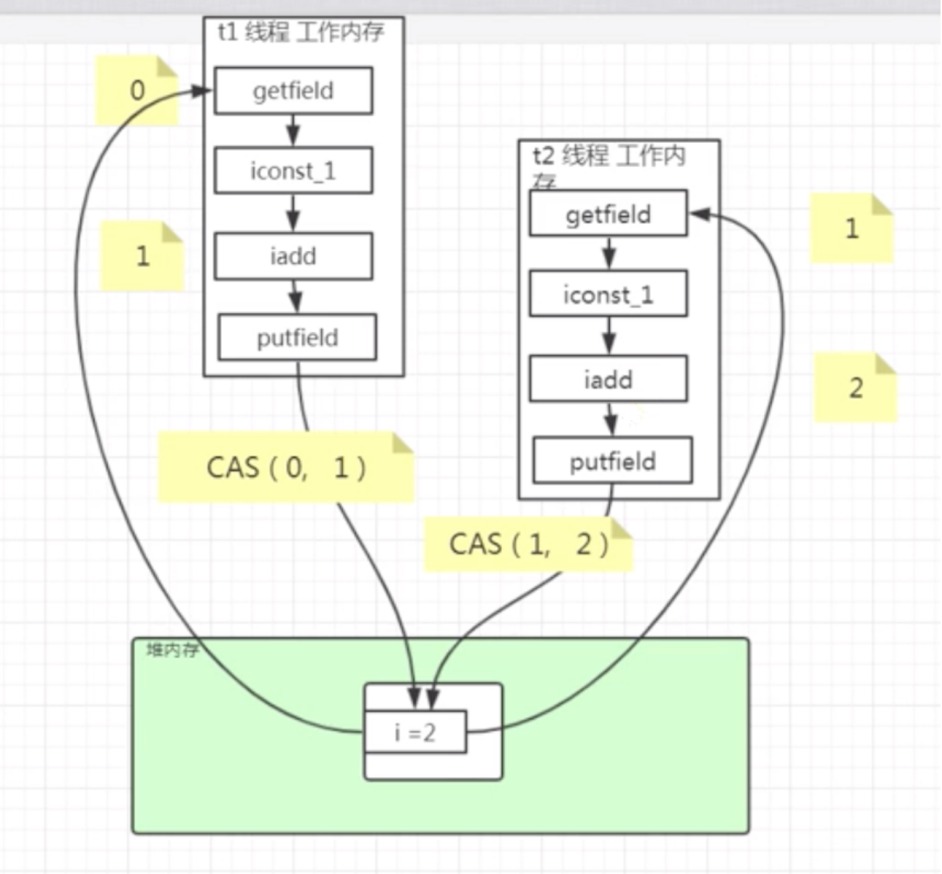 t1 线程 工作内存
0
getfield
iconst_1
1
iadd
putfield
CAS ( 0, 1 )
t2 线程 工作内
存
getfield
1
iconst_1
iadd
2
putfield
CAS ( 1, 2 )
堆内存
i =2